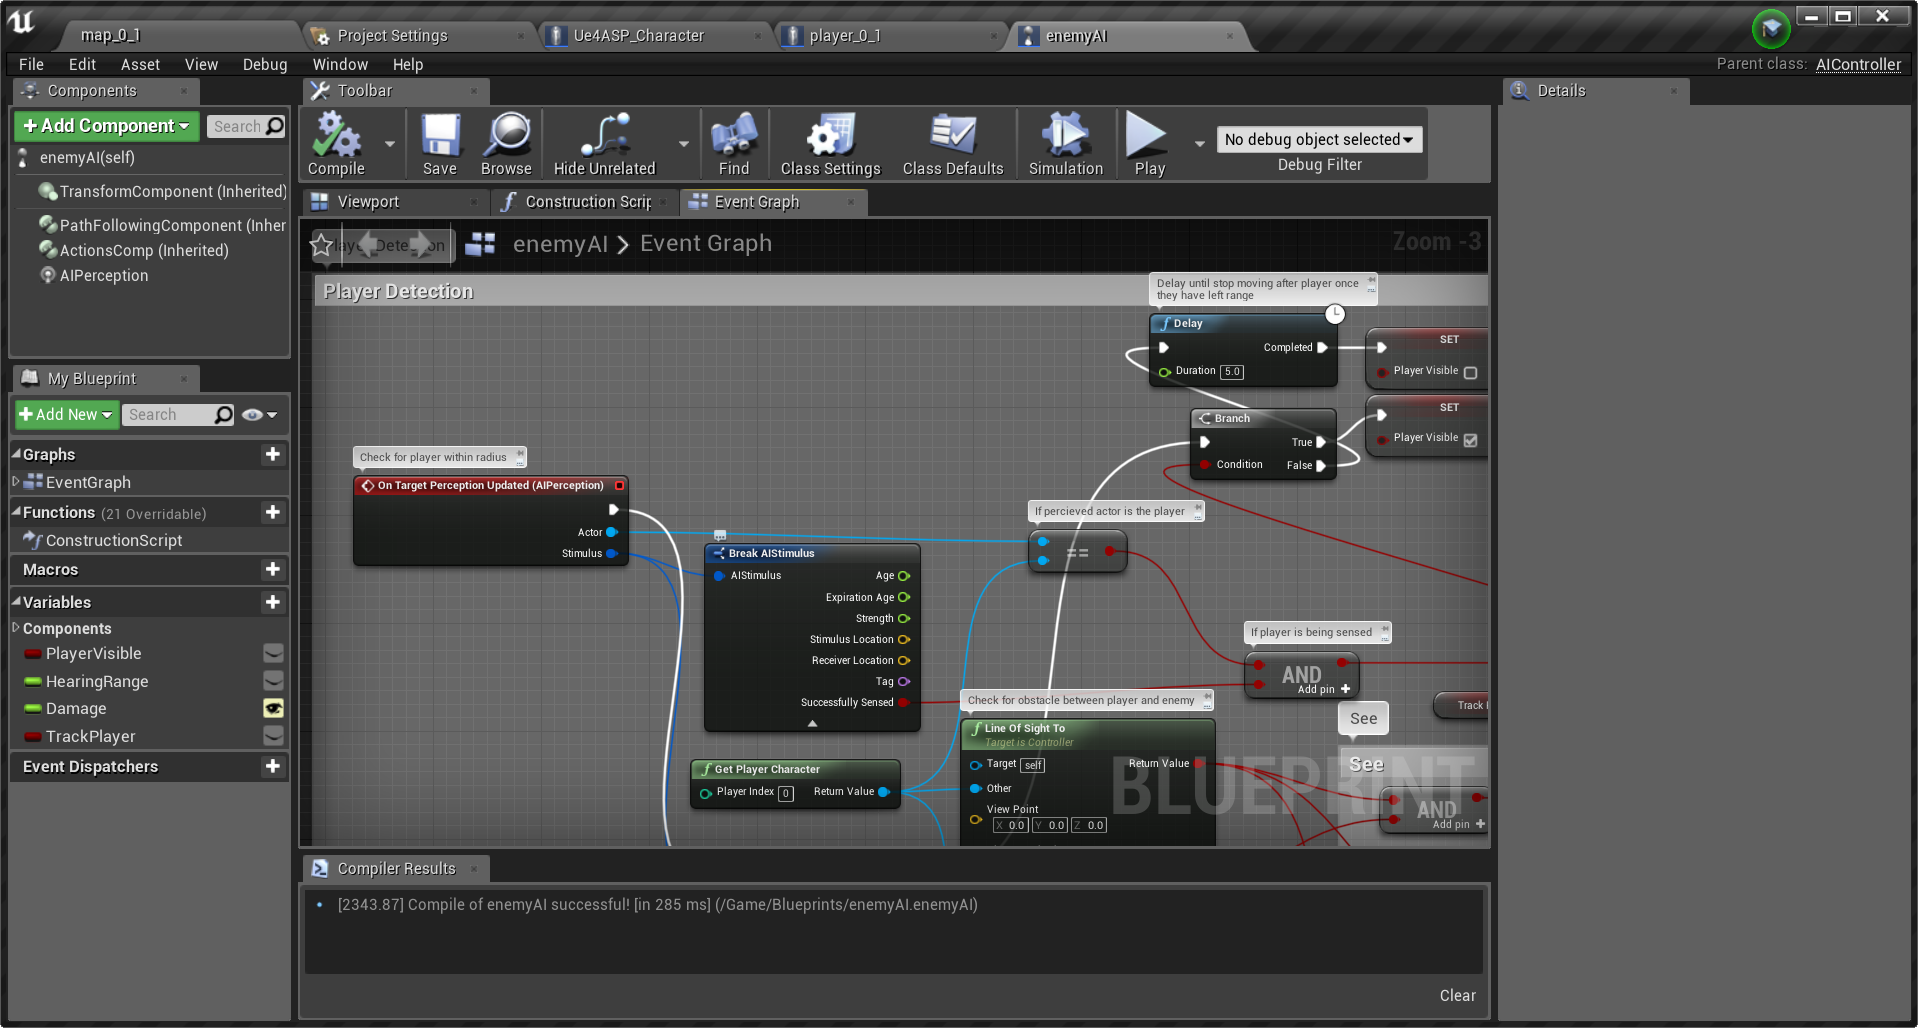 map_0_1
Project Settings
Ue4ASP_Character
player_0_1
enemyAI
File Edit Asset View Debug Window Help
Parent class: AIController
Components
Toolbar
Details
Add Component
Search
enemyAI(self)
TransformComponent (Inherited)
PathFollowingComponent (Inher
ActionsComp (Inherited)
AIPerception
Compile
Save
Browse
Hide Unrelated
Find
Class Settings
Class Defaults
Simulation
Play
No debug object selected
Debug Filter
Viewport
Construction Scrip
Event Graph
enemyAI > Event Graph
Zoom -3
My Blueprint
Add New
Search
Graphs
EventGraph
Functions (21 Overridable)
ConstructionScript
Macros
Variables
Components
PlayerVisible
HearingRange
Damage
TrackPlayer
Event Dispatchers
Player Detection
Delay until stop moving after player once
they have left range
Delay
Completed
Duration 5.0
SET
Player Visible
Branch
True
Condition
False
SET
Player Visible
Check for player within radius
On Target Perception Updated (AIPerception)
Actor
Stimulus
If percieved actor is the player
==
Break AIStimulus
AIStimulus
Age
Expiration Age
Strength
Stimulus Location
Receiver Location
Tag
Successfully Sensed
If player is being sensed
AND
Add pin
Check for obstacle between player and enemy
Line Of Sight To
Target is Controller
Target self
Return Value
Other
View Point
X 0.0 Y 0.0 Z 0.0
Get Player Character
Player Index 0
Return Value
Track
See
See
AND
Add pin
BLUEPRINT
Compiler Results
[2343.87] Compile of enemyAI successful! [in 285 ms] (/Game/Blueprints/enemyAI.enemyAI)
Clear